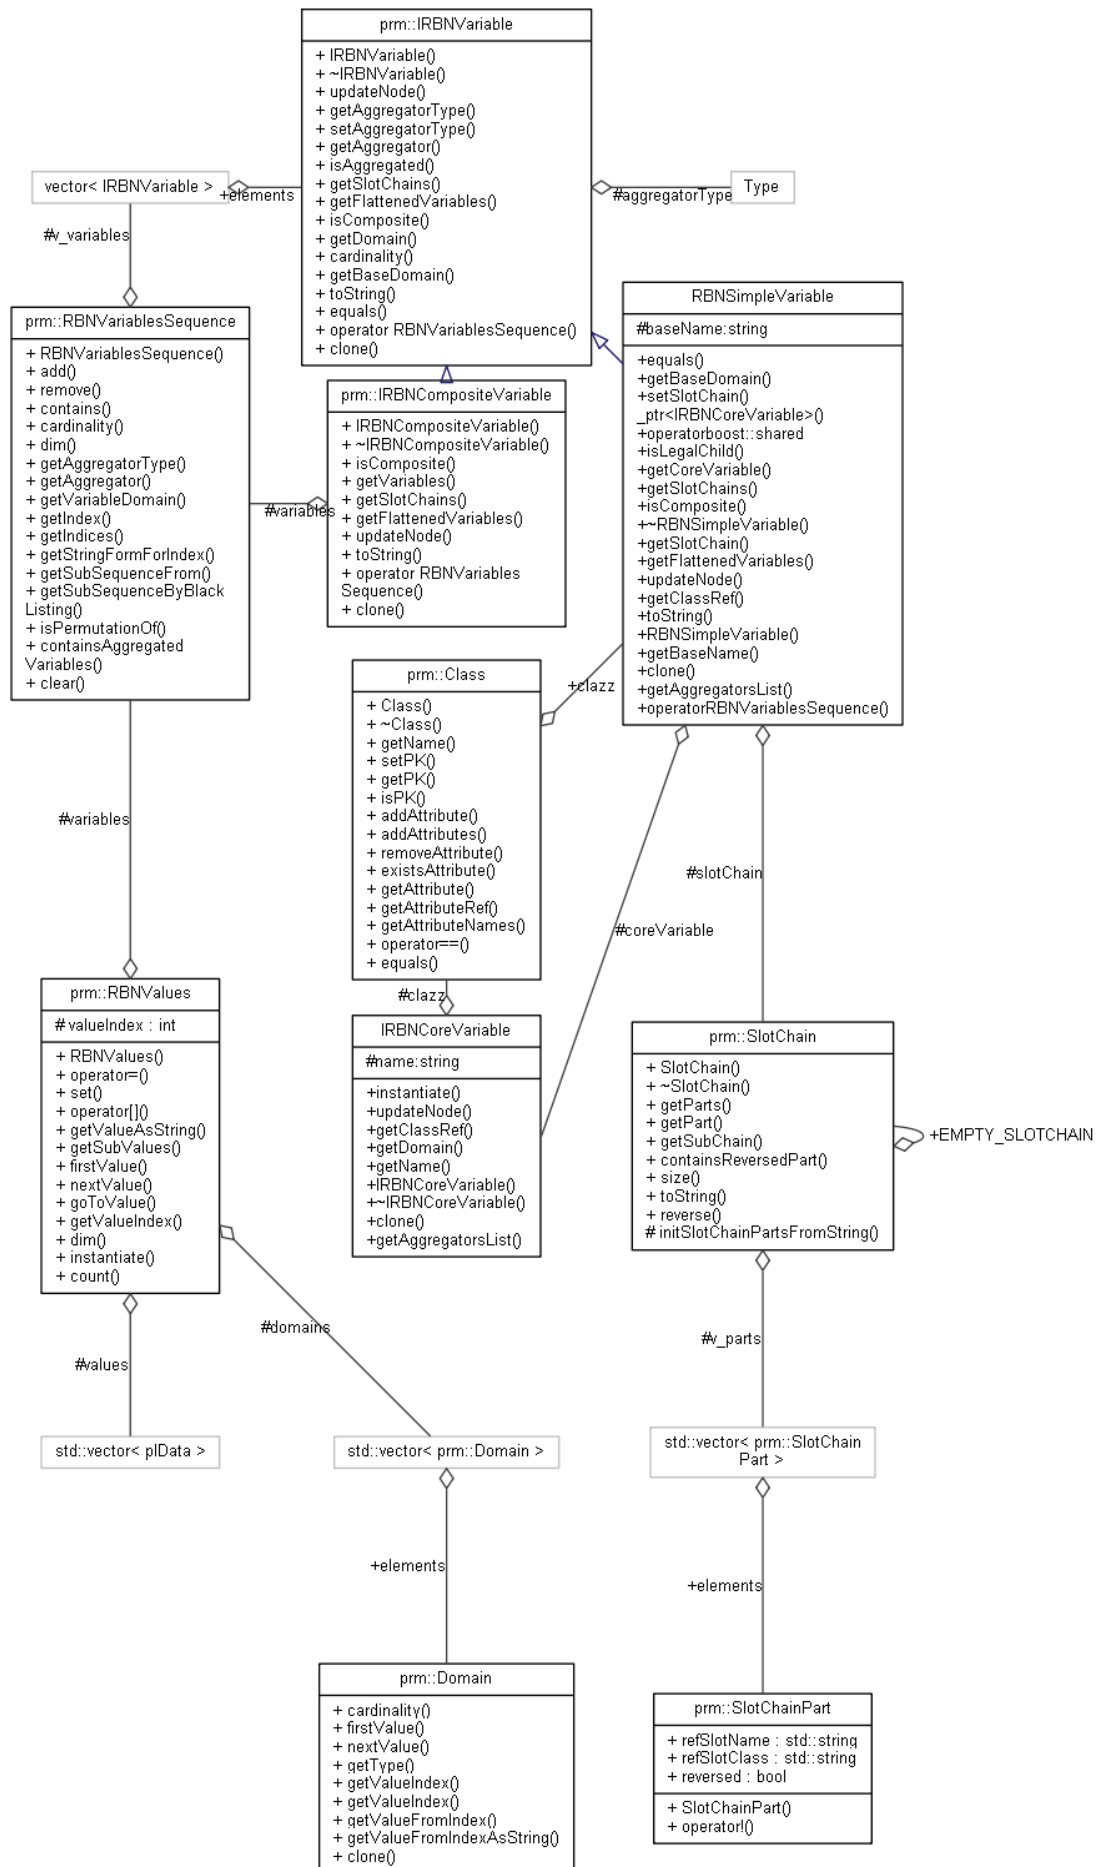 prm::IRBNVariable
+ IRBNVariable()
+ ~IRBNVariable()
+ updateNode()
+ getAggregatorType()
+ setAggregatorType()
+ getAggregator()
+ isAggregated()
+ getSlotChains()
+ getFlattenedVariables()
+ isComposite()
+ getDomain()
+ cardinality()
+ getBaseDomain()
+ toString()
+ equals()
+ operator RBNVariablesSequence()
+ clone()
vector< IRBNVariable >
+elements
#aggregatorType
Type
#v_variables
prm::RBNVariablesSequence
+ RBNVariablesSequence()
+ add()
+ remove()
+ contains()
+ cardinality()
+ dim()
+ getAggregatorType()
+ getAggregator()
+ getVariableDomain()
+ getIndex()
+ getIndices()
+ getStringFormForIndex()
+ getSubSequenceFrom()
+ getSubSequenceByBlack
Listing()
+ isPermutationOf()
+ containsAggregated
Variables()
+ clear()
#variables
prm::IRBNCompositeVariable
+ IRBNCompositeVariable()
+ ~IRBNCompositeVariable()
+ isComposite()
+ getVariables()
+ getSlotChains()
+ getFlattenedVariables()
+ updateNode()
+ toString()
+ operator RBNVariables
Sequence()
+ clone()
RBNSimpleVariable
#baseName:string
+equals()
+getBaseDomain()
+setSlotChain()
_ptr<IRBNCoreVariable>()
+operatorboost::shared
+isLegalChild()
+getCoreVariable()
+getSlotChains()
+isComposite()
+~RBNSimpleVariable()
+getSlotChain()
+getFlattenedVariables()
+updateNode()
+getClassRef()
+toString()
+RBNSimpleVariable()
+getBaseName()
+clone()
+getAggregatorsList()
+operatorRBNVariablesSequence()
+clazz
prm::Class
+ Class()
+ ~Class()
+ getName()
+ setPK()
+ getPK()
+ isPK()
+ addAttribute()
+ addAttributes()
+ removeAttribute()
+ existsAttribute()
+ getAttribute()
+ getAttributeRef()
+ getAttributeNames()
+ operator==()
+ equals()
#variables
#slotChain
#coreVariable
#clazz
prm::RBNValues
# valueIndex : int
+ RBNValues()
+ operator=()
+ set()
+ operator[]()
+ getValueAsString()
+ getSubValues()
+ firstValue()
+ nextValue()
+ goToValue()
+ getValueIndex()
+ dim()
+ instantiate()
+ count()
IRBNCoreVariable
#name:string
+instantiate()
+updateNode()
+getClassRef()
+getDomain()
+getName()
+IRBNCoreVariable()
+~IRBNCoreVariable()
+clone()
+getAggregatorsList()
prm::SlotChain
+ SlotChain()
+ ~SlotChain()
+ getParts()
+ getPart()
+ getSubChain()
+ containsReversedPart()
+ size()
+ toString()
+ reverse()
# initSlotChainPartsFromString()
+EMPTY_SLOTCHAIN
#domains
#values
#v_parts
std::vector< plData >
std::vector< prm::Domain >
std::vector< prm::SlotChain
Part >
+elements
+elements
prm::Domain
+ cardinality()
+ firstValue()
+ nextValue()
+ getType()
+ getValueIndex()
+ getValueIndex()
+ getValueFromIndex()
+ getValueFromIndexAsString()
+ clone()
prm::SlotChainPart
+ refSlotName : std::string
+ refSlotClass : std::string
+ reversed : bool
+ SlotChainPart()
+ operator!()